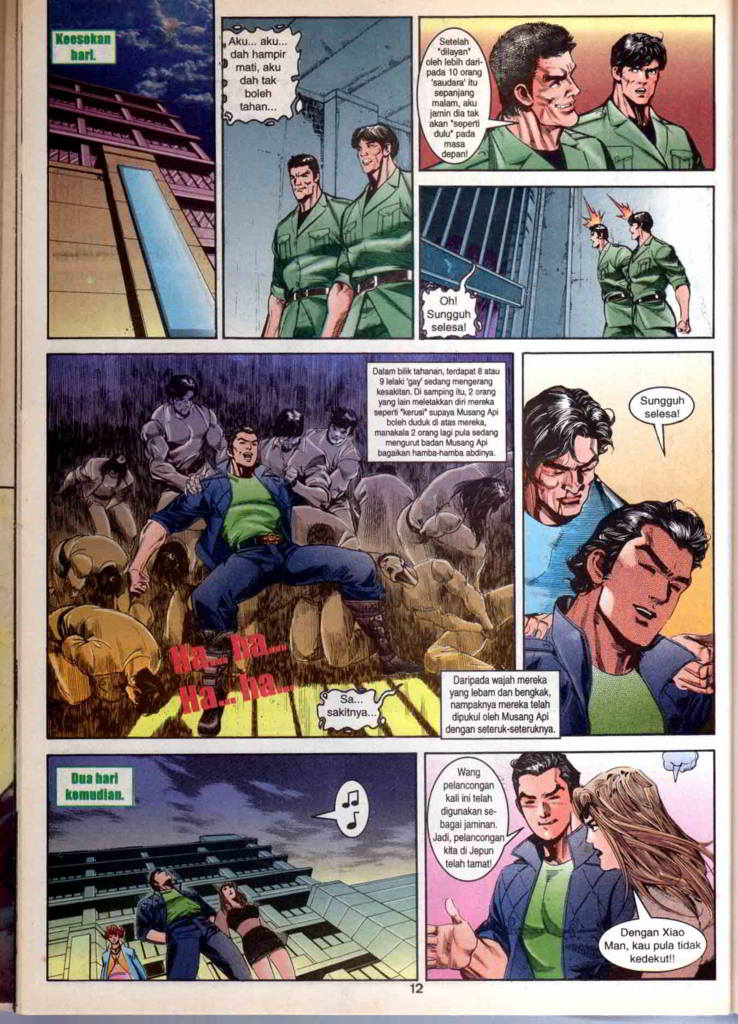 Keesokan
hari.
Aku... aku...
dah hampir
mati, aku
dah tak
boleh
tahan...
Setelah
"dilayan"
oleh lebih dari-
pada 10 orang
'saudara' itu
sepanjang
malam, aku
jamin dia tak
akan "seperti
dulu" pada
masa
depan!
Oh!
Sungguh
selesa!
Dalam bilik tahanan, terdapat 8 atau
9 lelaki 'gay' sedang mengerang
kesakitan. Di samping itu, 2 orang
yang lain meletakkan diri mereka
seperti "kerusi" supaya Musang Api
boleh duduk di atas mereka,
manakala 2 orang lagi pula sedang
mengurut badan Musang Api
bagaikan hamba-hamba abdinya.
Ha... ha...
Ha.. ha...
Sa...
sakitnya...
Sungguh
selesa!
Daripada wajah mereka
yang lebam dan bengkak,
nampaknya mereka telah
dipukul oleh Musang Api
dengan seteruk-seteruknya.
Dua hari
kemudian.
Wang
pelancongan
kali ini telah
digunakan se-
bagai jaminan.
Jadi, pelancongan
kita di Jepun
telah tamat!
Dengan Xiao
Man, kau pula tidak
kedekut!!
12